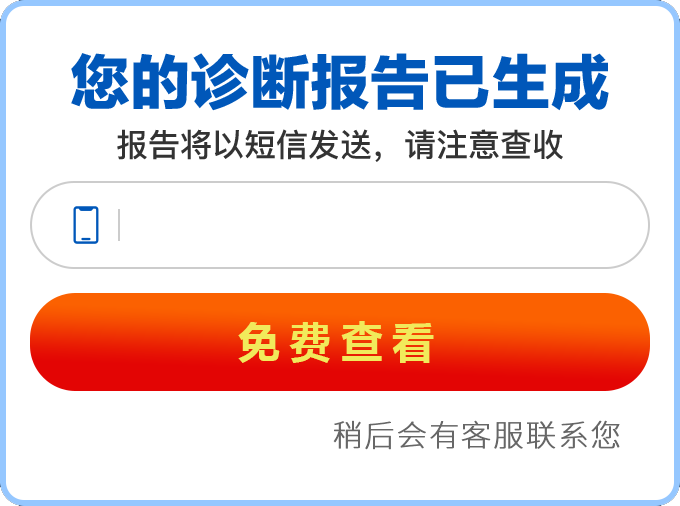 您的诊断报告已生成
报告将以短信发送，请注意查收
免费查看
稍后会有客服联系您